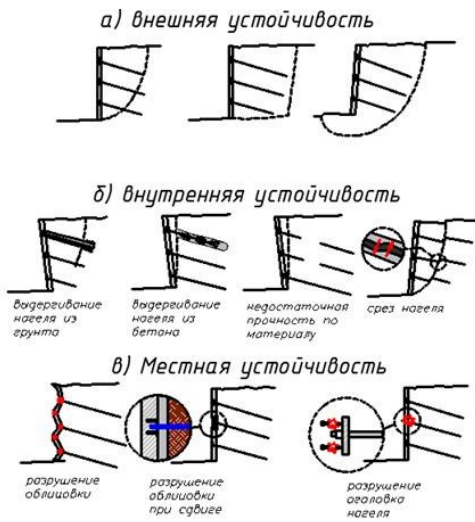 а) внешняя устойчивость
б) внутренняя устойчивость
выдергивание
нагеля из
грунта
выдергивание
нагеля из
бетона
недостаточная
прочность по
материалу
срез нагеля
в) Местная устойчивость
разрушение
облицовки
разрушение
облицовки
при сдвиге
разрушение
оголовка
нагеля